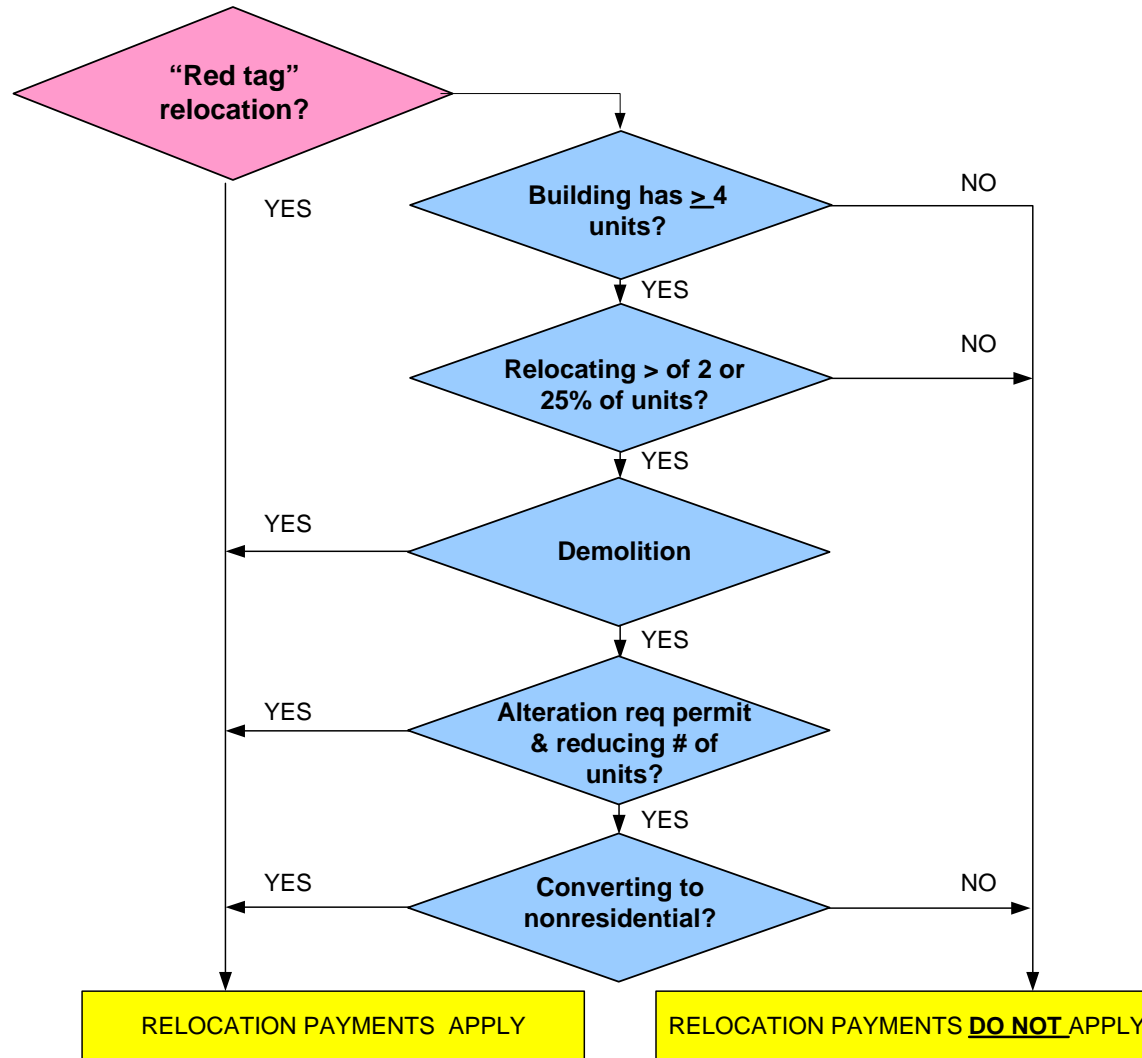 “Red tag”
relocation?
YES
Building has > 4
units?
NO
YES
Relocating > of 2 or
25% of units?
NO
YES
YES
Demolition
YES
YES
Alteration req permit
& reducing # of
units?
YES
YES
Converting to
nonresidential?
NO
RELOCATION PAYMENTS APPLY
RELOCATION PAYMENTS DO NOT APPLY